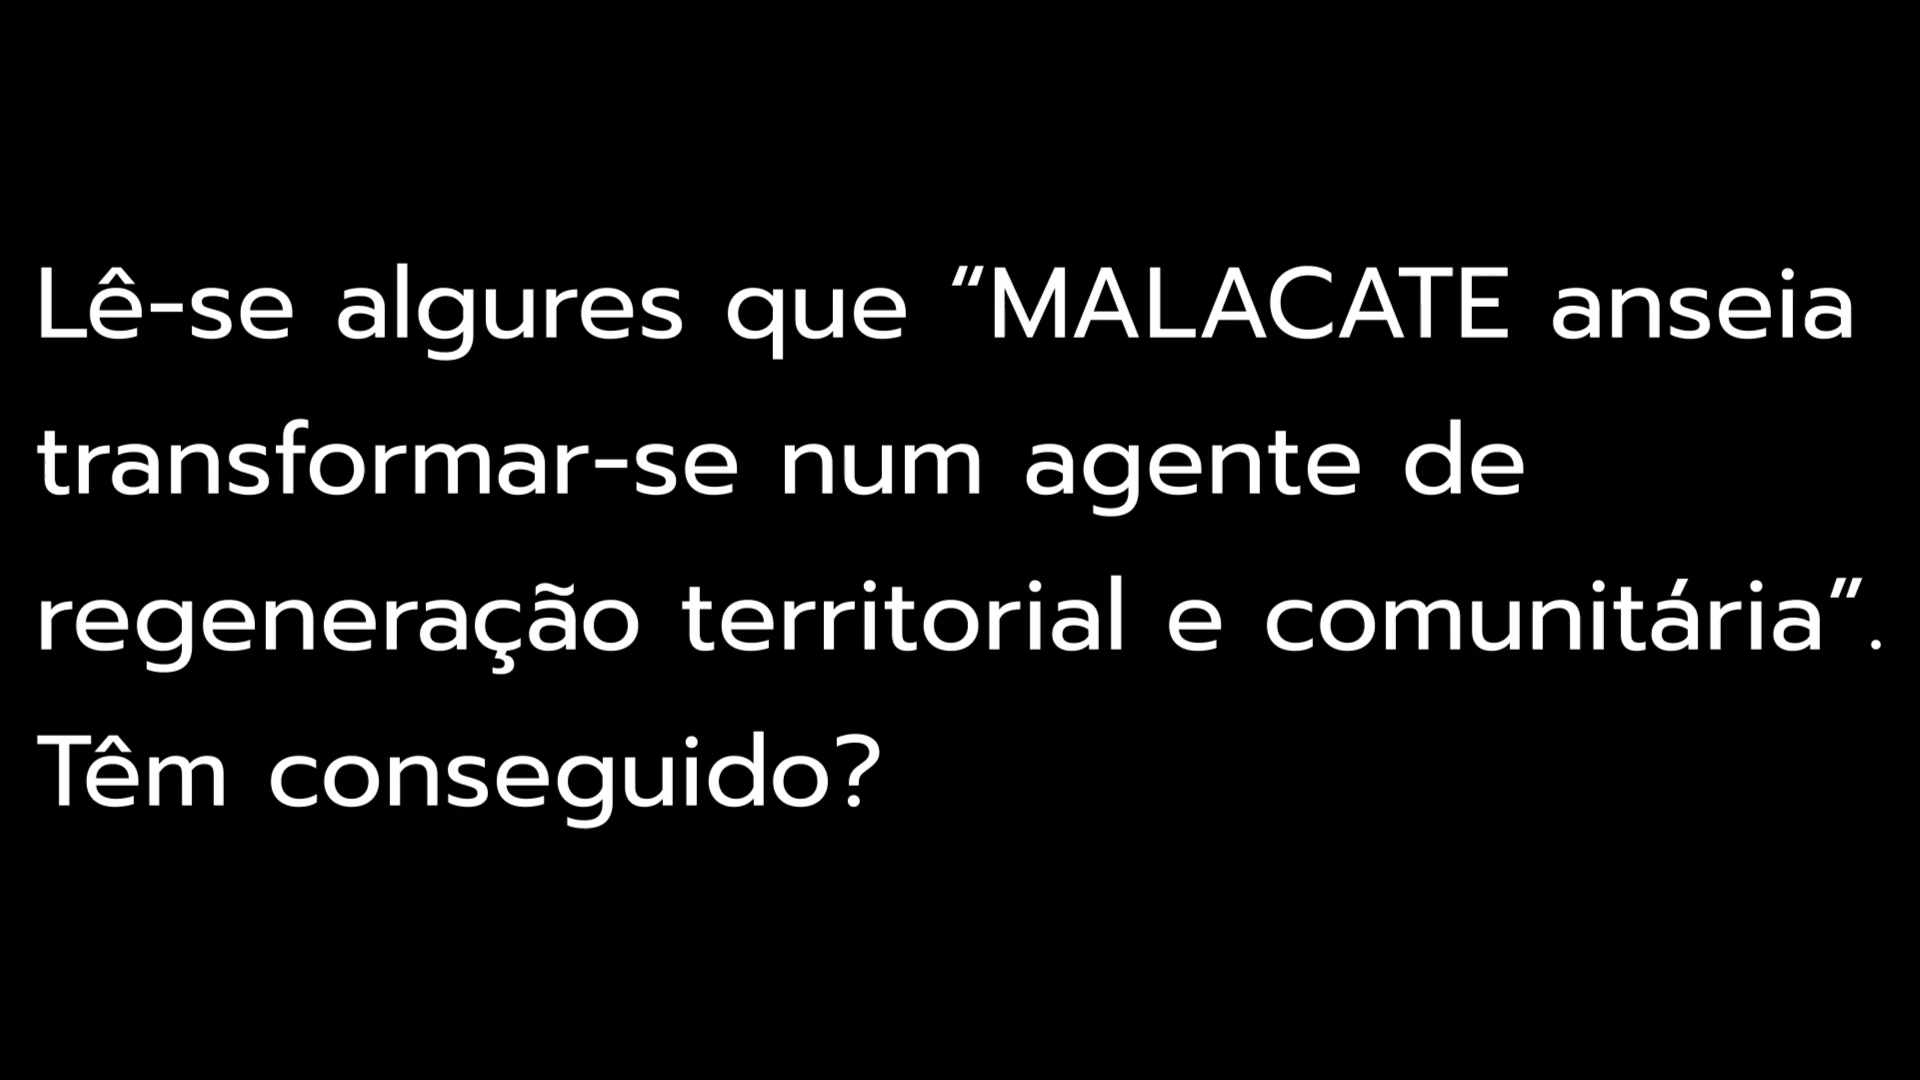 Lê-se algures que “MALACATE anseia
transformar-se num agente de
regeneração territorial e comunitária”.
Têm conseguido?